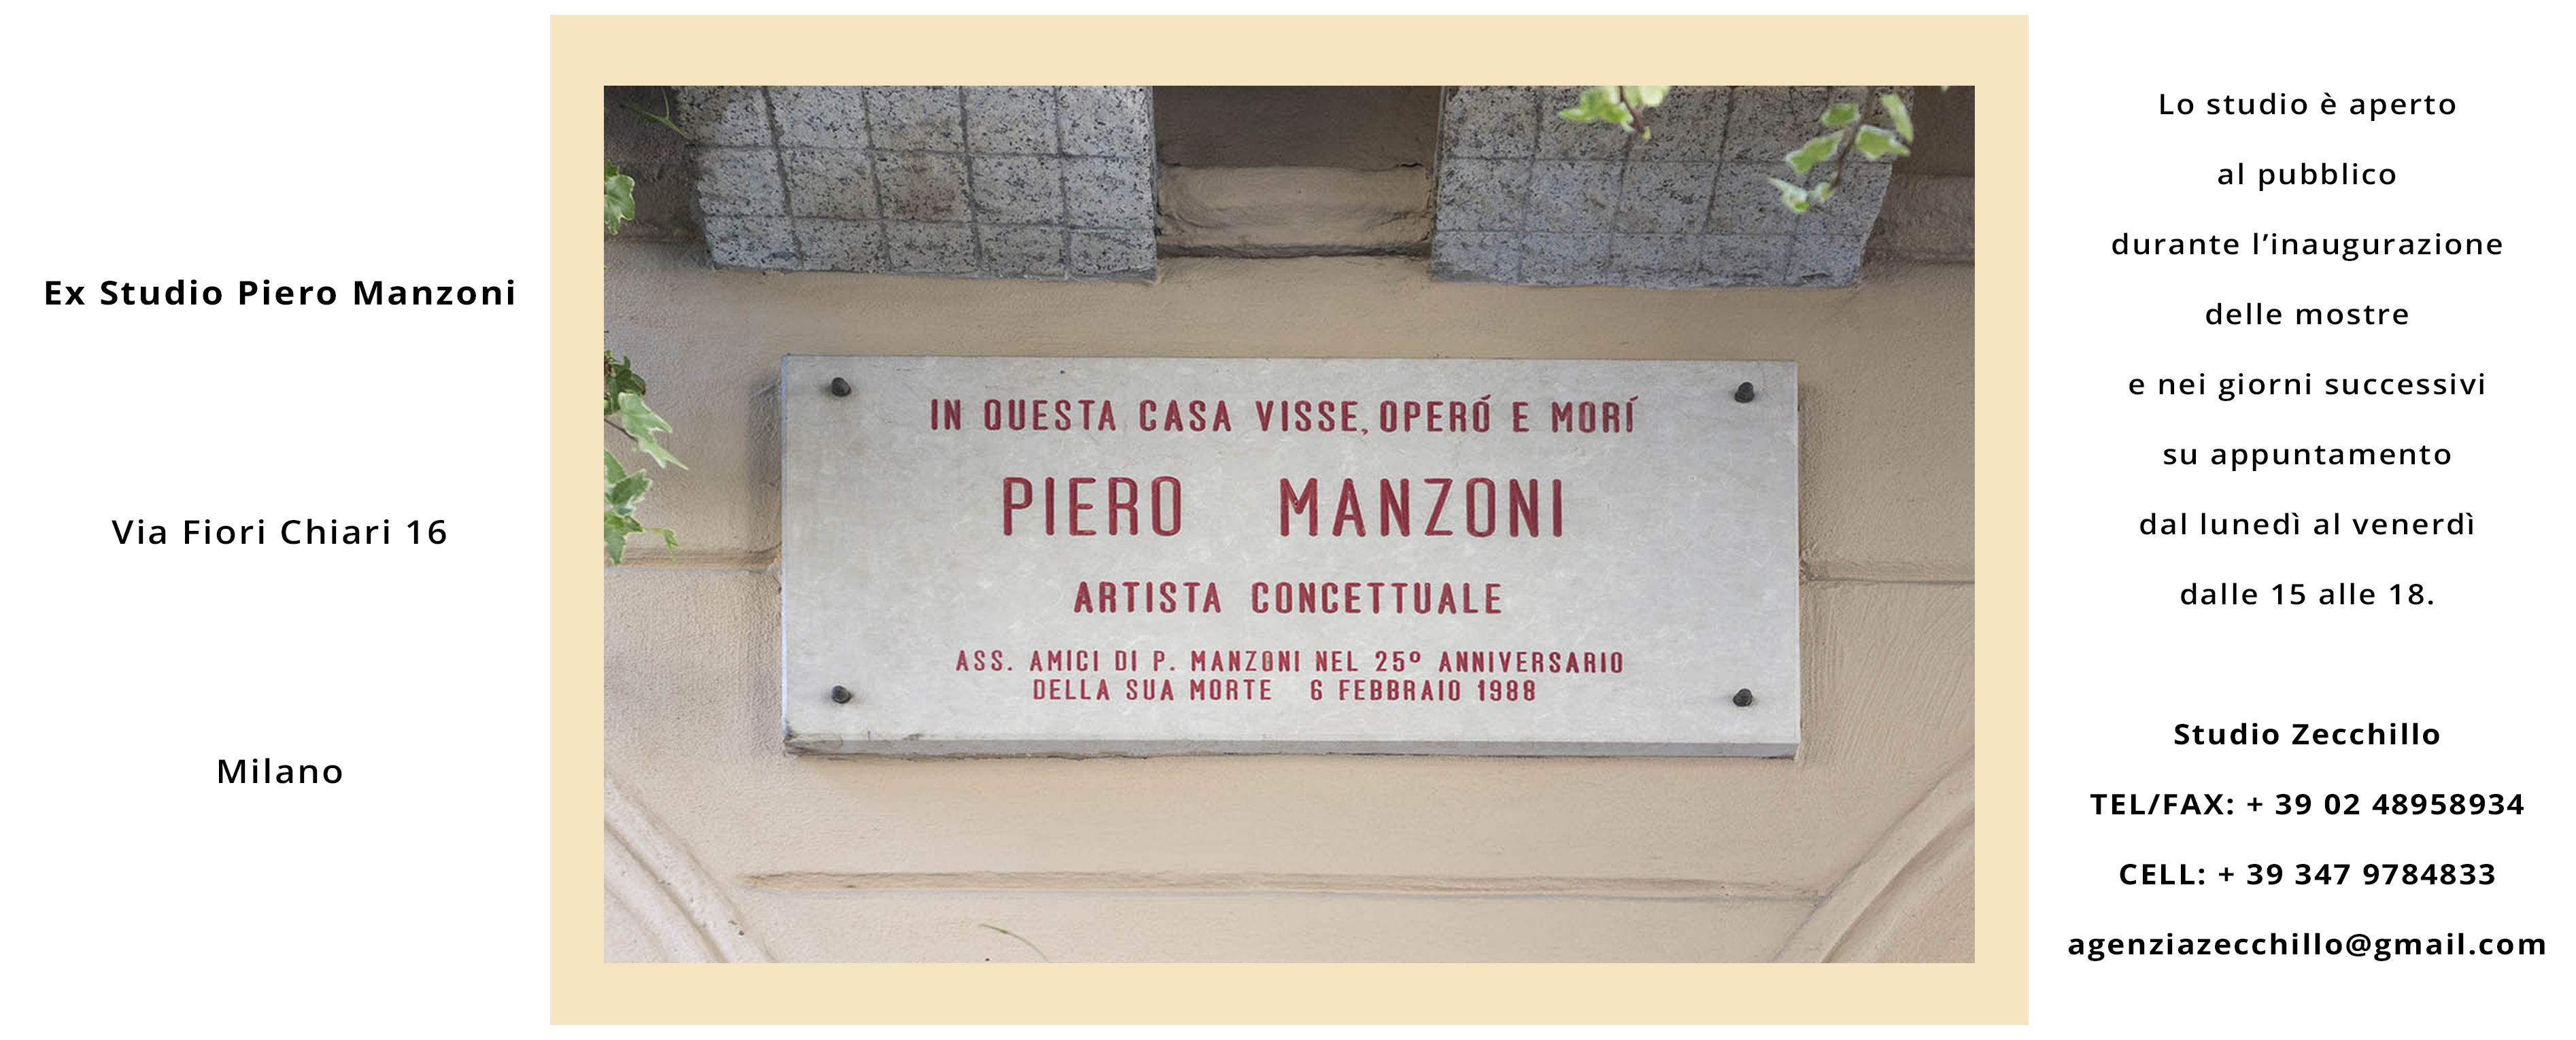 Ex Studio Piero Manzoni
Via Fiori Chiari 16
Milano
IN QUESTA CASA VISSE, OPERÓ E MORÍ
PIERO MANZONI
ARTISTA CONCETTUALE
ASS. AMICI DI P. MANZONI NEL 25º ANNIVERSARIO
DELLA SUA MORTE 6 FEBBRAIO 1988
Lo studio è aperto
al pubblico
durante l’inaugurazione
delle mostre
e nei giorni successivi
su appuntamento
dal lunedì al venerdì
dalle 15 alle 18.
Studio Zecchillo
TEL/FAX: + 39 02 48958934
CELL: + 39 347 9784833
agenziazecchillo@gmail.com